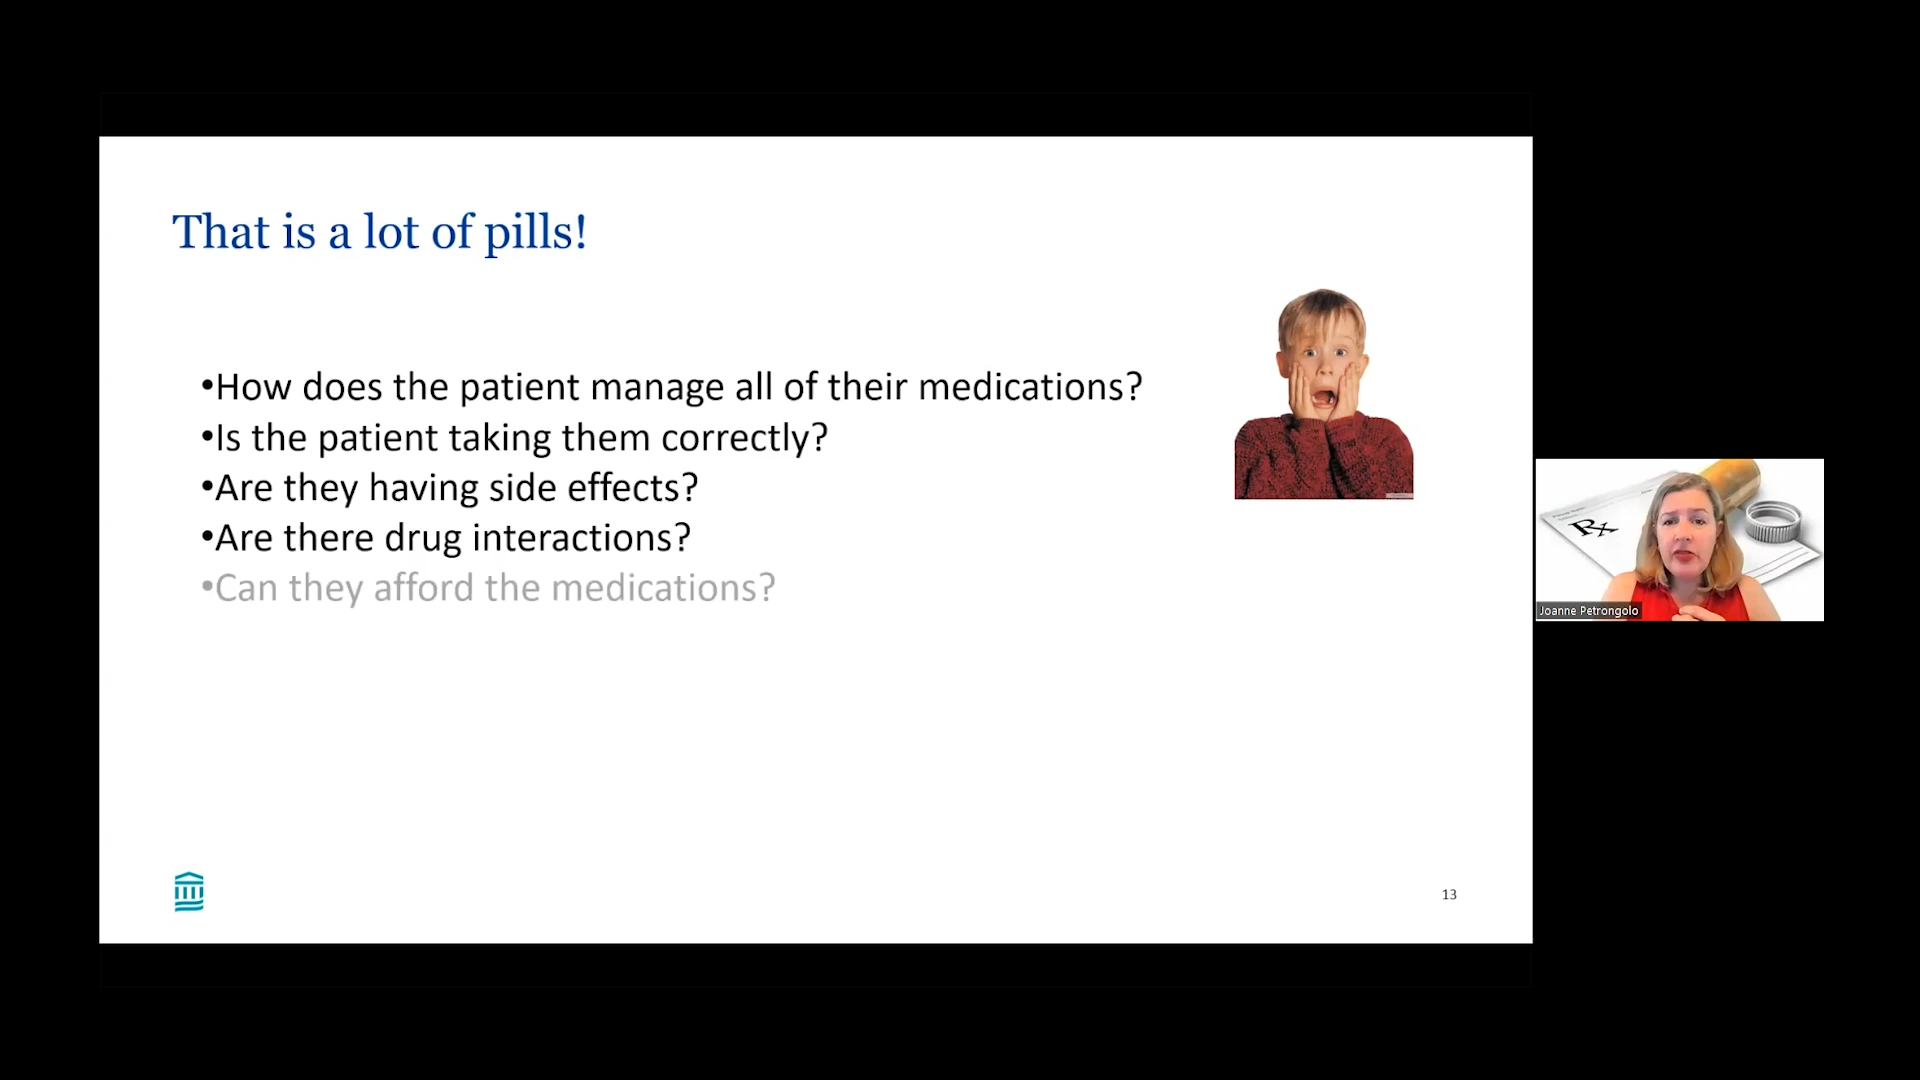 That is a lot of pills!
•How does the patient manage all of their medications?
•Is the patient taking them correctly?
•Are they having side effects?
•Are there drug interactions?
•Can they afford the medications?
13
Rx
Joanne Petrongolo